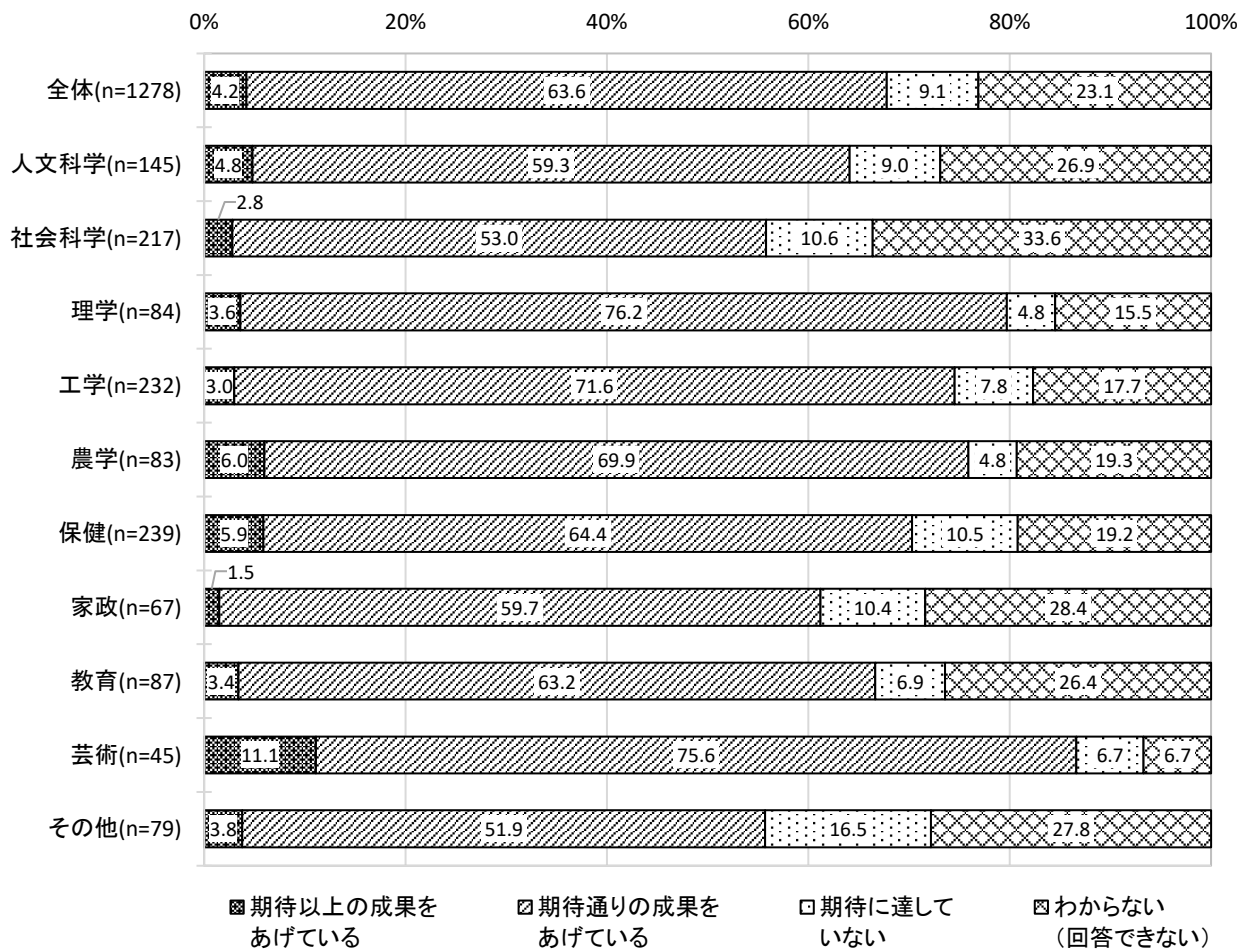 0% 20% 40% 60% 80% 100%
全体(n=1278) 4.2 63.6 9.1 23.1
人文科学(n=145) 4.8 59.3 9.0 26.9
社会科学(n=217) 2.8 53.0 10.6 33.6
理学(n=84) 3.6 76.2 4.8 15.5
工学(n=232) 3.0 71.6 7.8 17.7
農学(n=83) 6.0 69.9 4.8 19.3
保健(n=239) 5.9 64.4 10.5 19.2
家政(n=67) 1.5 59.7 10.4 28.4
教育(n=87) 3.4 63.2 6.9 26.4
芸術(n=45) 11.1 75.6 6.7 6.7
その他(n=79) 3.8 51.9 16.5 27.8
期待以上の成果を
あげている
期待通りの成果を
あげている
期待に達して
いない
わからない
（回答できない）